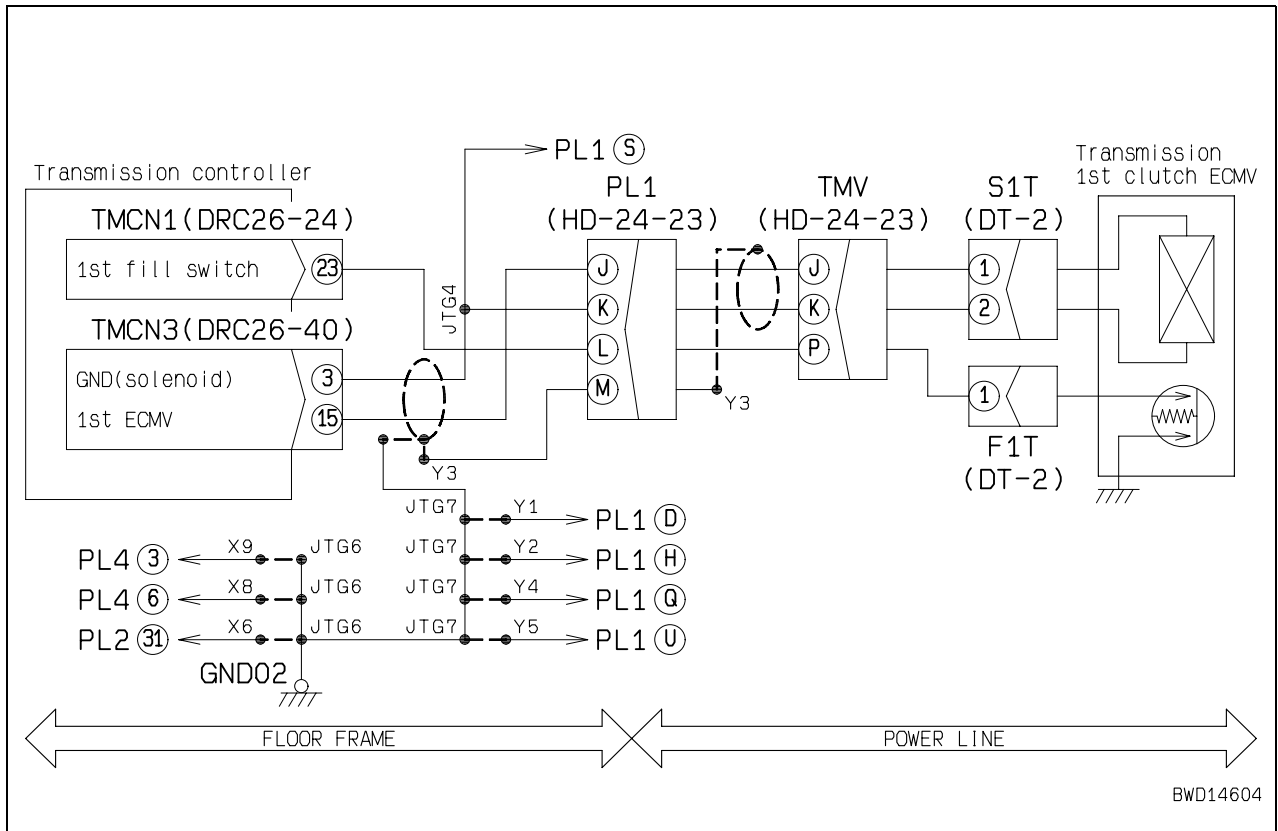 PL1 (S)
Transmission controller
Transmission
1st clutch ECMV
PL1
(HD-24-23)
TMV
(HD-24-23)
S1T
(DT-2)
TMCN1(DRC26-24)
1st fill switch
23
JTG4
J
K
L
M
J
K
P
1
2
TMCN3(DRC26-40)
GND(solenoid)
3
1st ECMV
15
Y3
Y3
1
F1T
(DT-2)
JTG7 Y1 PL1 (D)
PL4 (3) X9 JTG6 JTG7 Y2 PL1 (H)
PL4 (6) X8 JTG6 JTG7 Y4 PL1 (Q)
PL2 (31) X6 JTG6 JTG7 Y5 PL1 (U)
GND02
FLOOR FRAME
POWER LINE
BWD14604